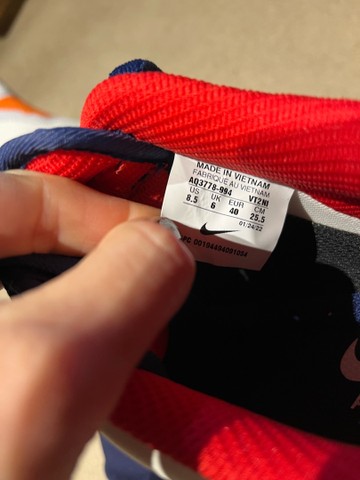 MADE IN VIETNAM
FABRIQUÉ AU VIETNAM
AQ3778-994 VT2NI
US UK EUR CM
8.5 6 40 25.5
01/24/22